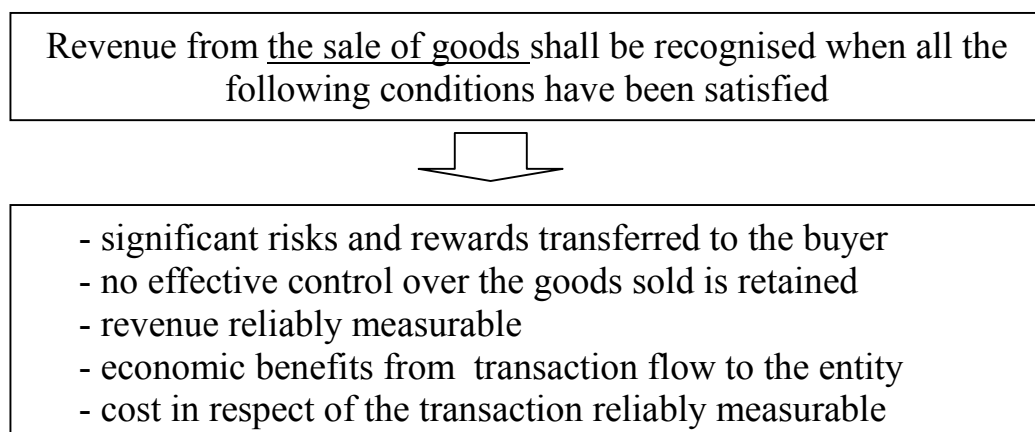 Revenue from the sale of goods shall be recognised when all the
following conditions have been satisfied
- significant risks and rewards transferred to the buyer
- no effective control over the goods sold is retained
- revenue reliably measurable
- economic benefits from transaction flow to the entity
- cost in respect of the transaction reliably measurable